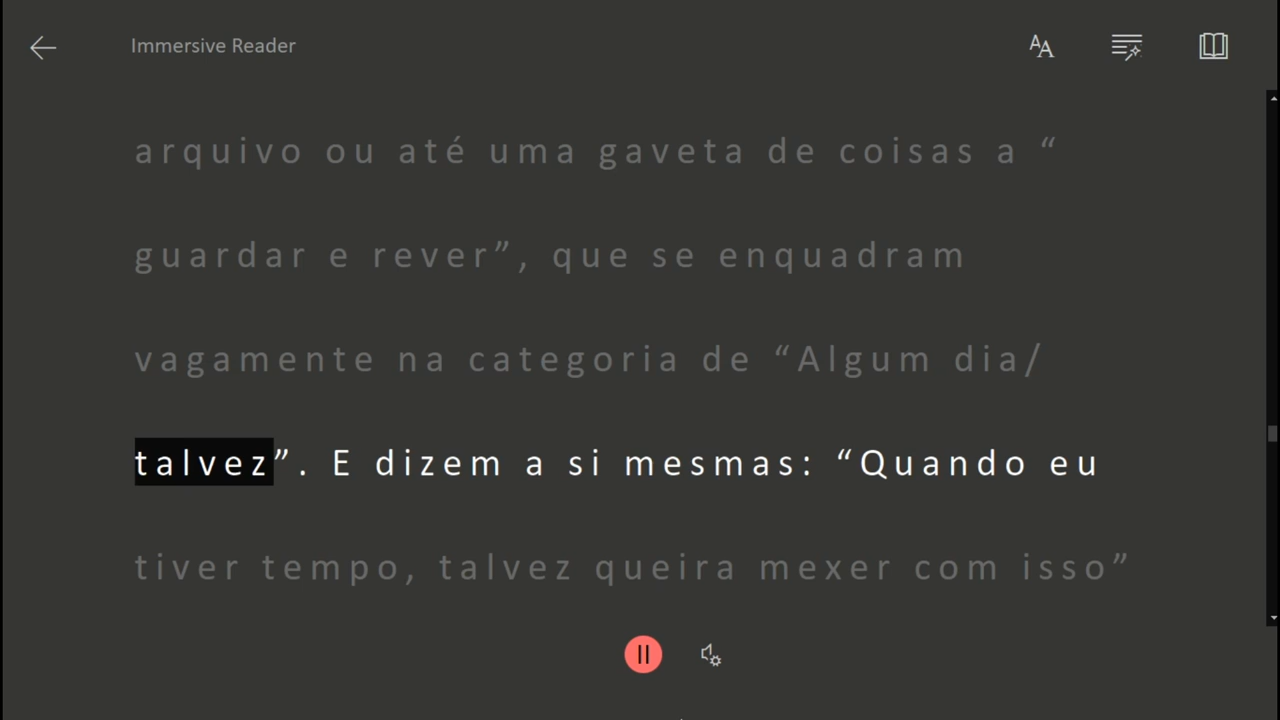 Immersive Reader
arquivo ou até uma gaveta de coisas a “
guardar e rever”, que se enquadram
vagamente na categoria de “Algum dia/
talvez”. E dizem a si mesmas: “Quando eu
tiver tempo, talvez queira mexer com isso”